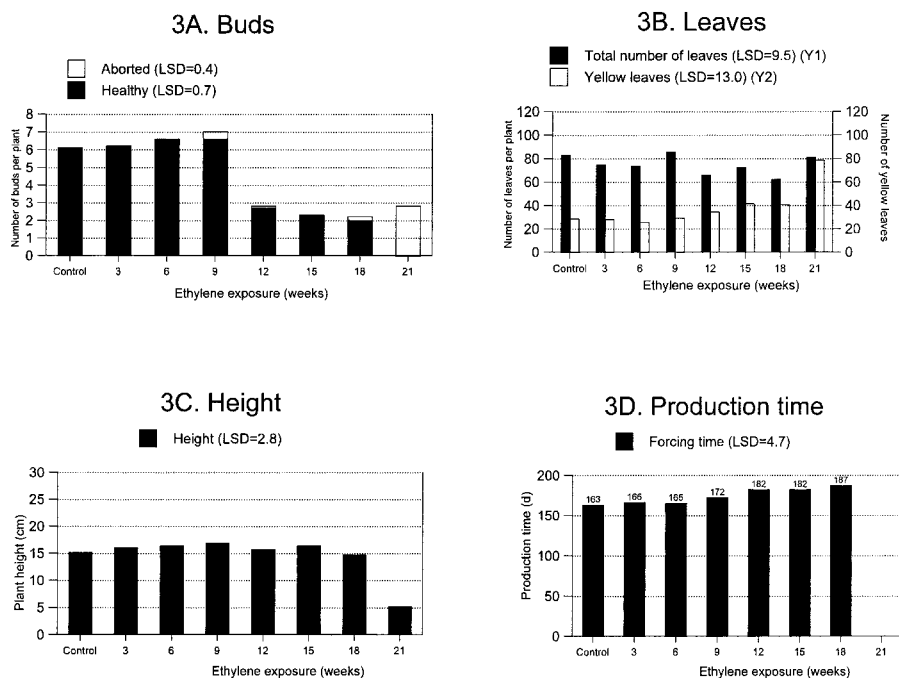 3A. Buds
Aborted (LSD=0.4)
Healthy (LSD=0.7)
Number of buds per plant
8
7
6
5
4
3
2
1
0
Control 3 6 9 12 15 18 21
Ethylene exposure (weeks)
3B. Leaves
Total number of leaves (LSD=9.5) (Y1)
Yellow leaves (LSD=13.0) (Y2)
Number of leaves per plant
120 120
100 100
80 80
60 60
40 40
20 20
0 0
Number of yellow leaves
Control 3 6 9 12 15 18 21
Ethylene exposure (weeks)
3C. Height
Height (LSD=2.8)
Plant height (cm)
30
25
20
15
10
5
0
Control 3 6 9 12 15 18 21
Ethylene exposure (weeks)
3D. Production time
Forcing time (LSD=4.7)
Production time (d)
200
150
100
50
0
163 166 165 172 182 182 187
Control 3 6 9 12 15 18 21
Ethylene exposure (weeks)